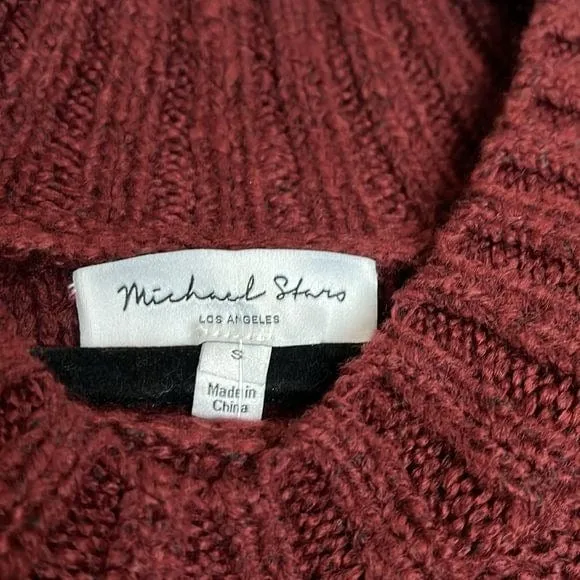 Michael Stars
LOS ANGELES
S
Made in
China